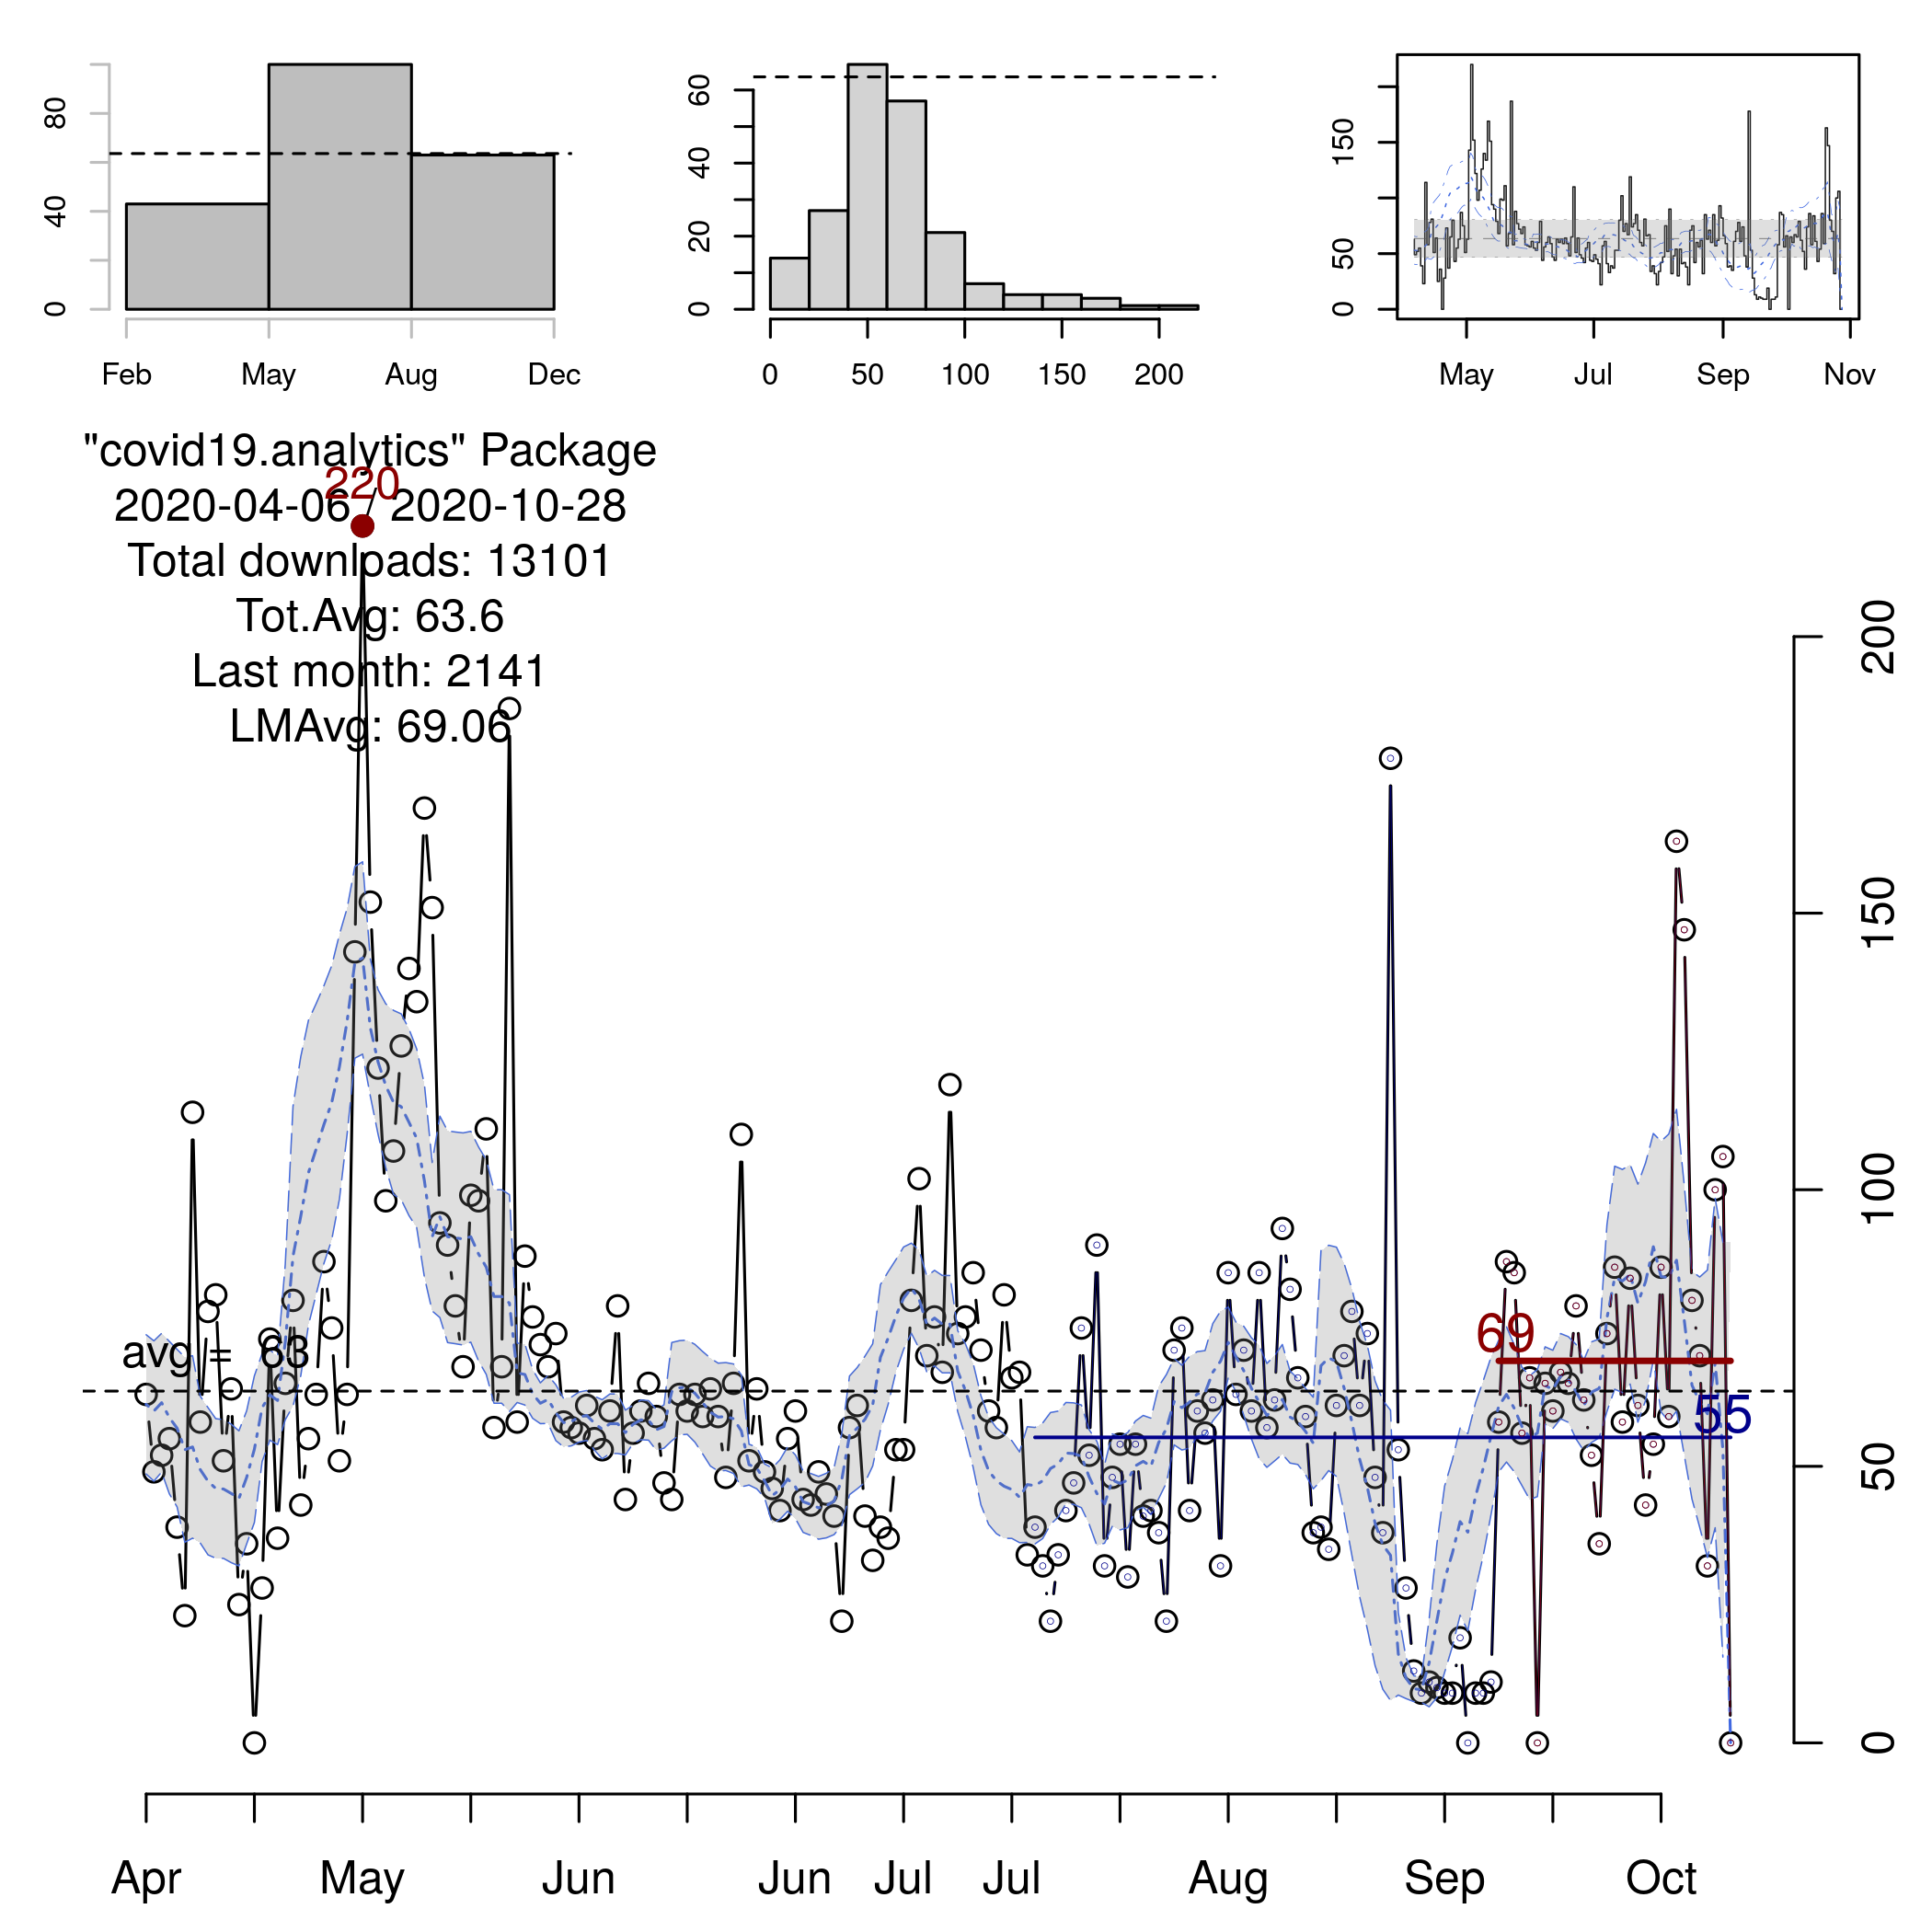 80
40
0
Feb May Aug Dec
60
40
20
0
0 50 100 150 200
150
50
0
May Jul Sep Nov
"covid19.analytics" Package
220
2020-04-06 2020-10-28
Total downloads: 13101
Tot.Avg: 63.6
Last month: 2141
LMAvg: 69.06
200
150
100
50
0
69
avg = 63
55
Apr May Jun Jun Jul Jul Aug Sep Oct